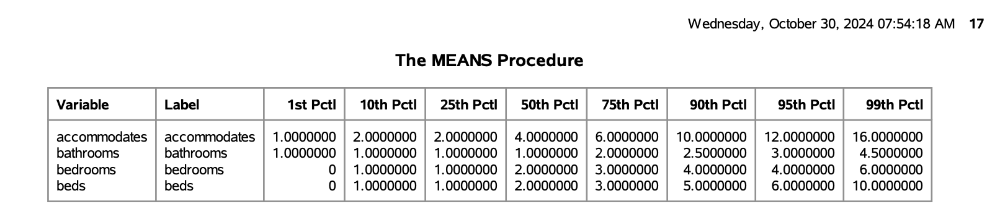 Wednesday, October 30, 2024 07:54:18 AM 17
The MEANS Procedure
Variable Label 1st Pctl 10th Pctl 25th Pctl 50th Pctl 75th Pctl 90th Pctl 95th Pctl 99th Pctl
accommodates accommodates 1.0000000 2.0000000 2.0000000 4.0000000 6.0000000 10.0000000 12.0000000 16.0000000
bathrooms bathrooms 1.0000000 1.0000000 1.0000000 1.0000000 2.0000000 2.5000000 3.0000000 4.5000000
bedrooms bedrooms 0 1.0000000 1.0000000 2.0000000 3.0000000 4.0000000 4.0000000 6.0000000
beds beds 0 1.0000000 1.0000000 2.0000000 3.0000000 5.0000000 6.0000000 10.0000000